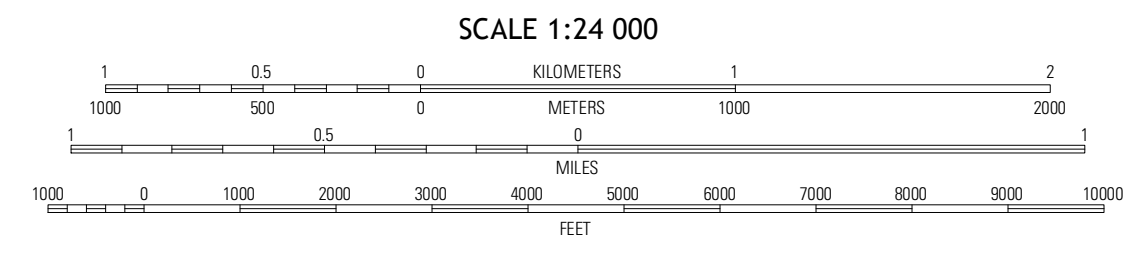 SCALE 1:24 000
1 0.5 0 KILOMETERS 1 2
1000 500 0 METERS 1000 2000
1 0.5 0 1
MILES
1000 0 1000 2000 3000 4000 5000 6000 7000 8000 9000 10000
FEET